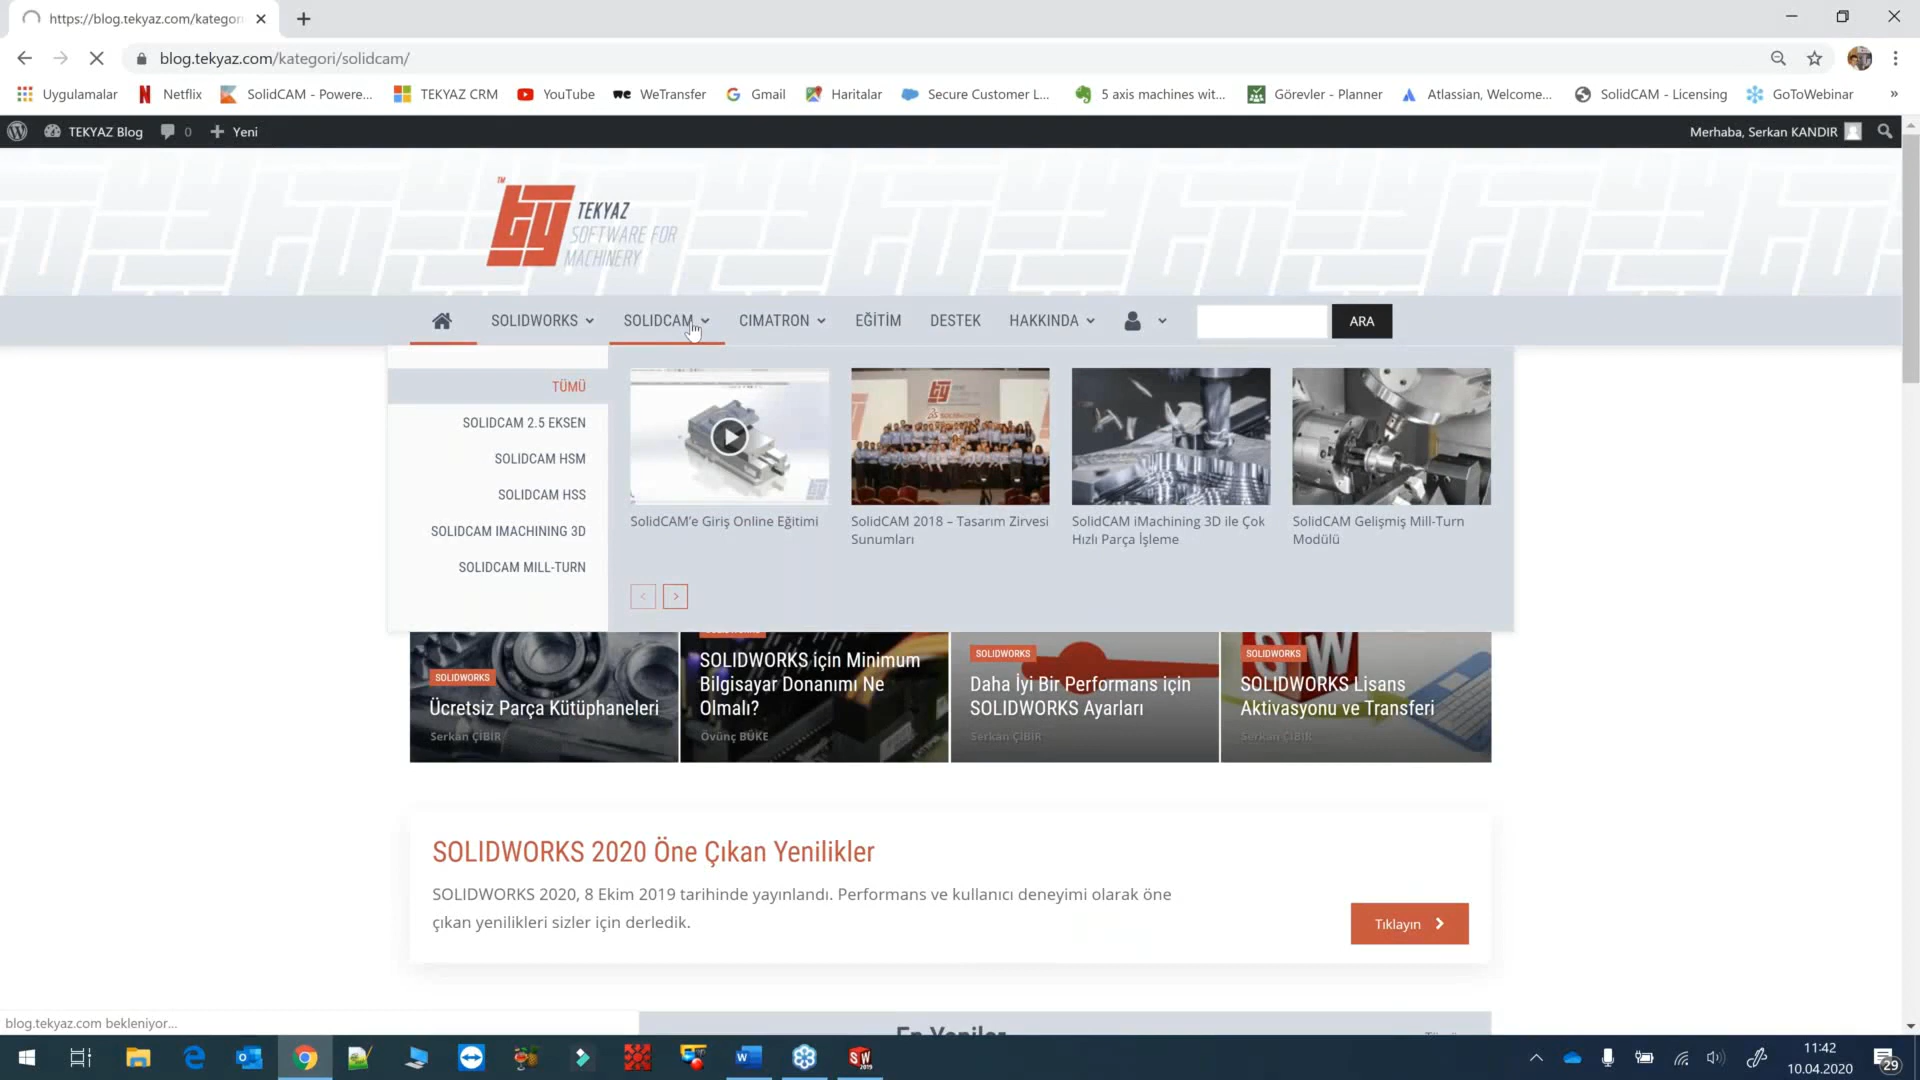 https://blog.tekyaz.com/kategori
blog.tekyaz.com/kategori/solidcam/
Uygulamalar
Netflix
SolidCAM - Powere...
TEKYAZ CRM
YouTube
WeTransfer
Gmail
Haritalar
Secure Customer L...
5 axis machines wit...
Görevler - Planner
Atlassian, Welcome...
SolidCAM - Licensing
GoToWebinar
»
TEKYAZ Blog
0
Yeni
Merhaba, Serkan KANDIR
TM
TEKYAZ
SOFTWARE FOR
MACHINERY
SOLIDWORKS
SOLIDCAM
CIMATRON
EĞİTİM
DESTEK
HAKKINDA
ARA
TÜMÜ
SOLIDCAM 2.5 EKSEN
SOLIDCAM HSM
SOLIDCAM HSS
SOLIDCAM IMACHINING 3D
SOLIDCAM MILL-TURN
SolidCAM'e Giriş Online Eğitimi
SolidCAM 2018 – Tasarım Zirvesi
Sunumları
SolidCAM iMachining 3D ile Çok
Hızlı Parça İşleme
SolidCAM Gelişmiş Mill-Turn
Modülü
SOLIDWORKS
Ücretsiz Parça Kütüphaneleri
Serkan ÇİBİR
SOLIDWORKS için Minimum
Bilgisayar Donanımı Ne
Olmalı?
Övünç BÜKE
SOLIDWORKS
Daha İyi Bir Performans için
SOLIDWORKS Ayarları
Serkan ÇİBİR
SOLIDWORKS
SOLIDWORKS Lisans
Aktivasyonu ve Transferi
Serkan ÇİBİR
SOLIDWORKS 2020 Öne Çıkan Yenilikler
SOLIDWORKS 2020, 8 Ekim 2019 tarihinde yayınlandı. Performans ve kullanıcı deneyimi olarak öne
çıkan yenilikleri sizler için derledik.
Tıklayın
En Yeniler
blog.tekyaz.com bekleniyor...
11:42
10.04.2020
29